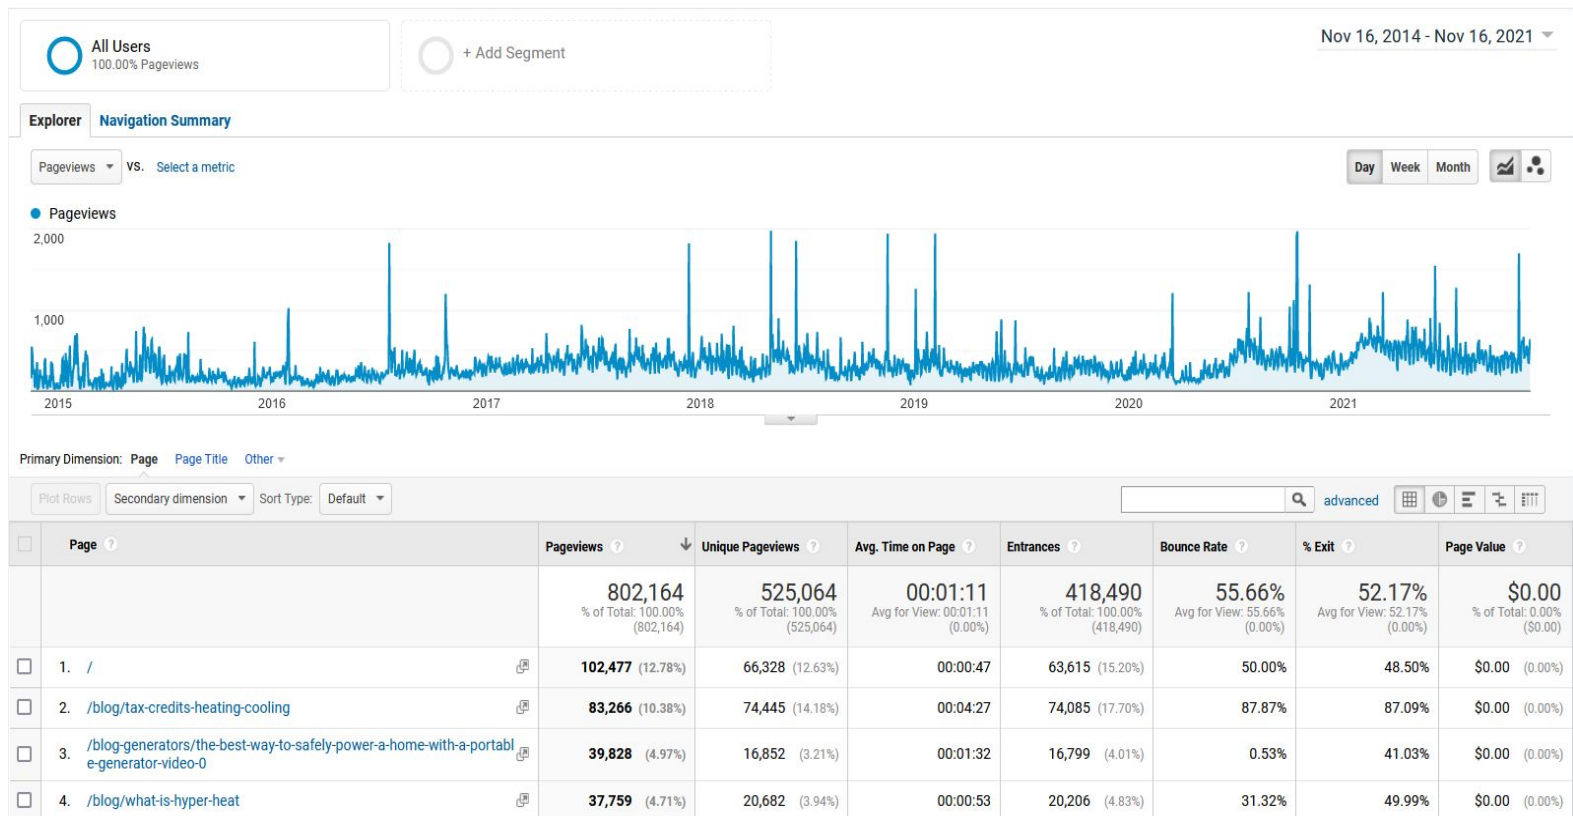 All Users
100.00% Pageviews
+ Add Segment
Nov 16, 2014 - Nov 16, 2021
Explorer Navigation Summary
Pageviews VS. Select a metric
Day Week Month
Pageviews
2,000
1,000
2015 2016 2017 2018 2019 2020 2021
Primary Dimension: Page Page Title Other
Plot Rows Secondary dimension Sort Type: Default advanced
Page ? Pageviews ? Unique Pageviews ? Avg. Time on Page ? Entrances ? Bounce Rate ? % Exit ? Page Value ?
802,164 525,064 00:01:11 418,490 55.66% 52.17% $0.00
% of Total: 100.00% % of Total: 100.00% Avg for View: 00:01:11 % of Total: 100.00% Avg for View: 55.66% Avg for View: 52.17% % of Total: 0.00%
(802,164) (525,064) (0.00%) (418,490) (0.00%) (0.00%) ($0.00)
1. / 102,477 (12.78%) 66,328 (12.63%) 00:00:47 63,615 (15.20%) 50.00% 48.50% $0.00 (0.00%)
2. /blog/tax-credits-heating-cooling 83,266 (10.38%) 74,445 (14.18%) 00:04:27 74,085 (17.70%) 87.87% 87.09% $0.00 (0.00%)
3. /blog-generators/the-best-way-to-safely-power-a-home-with-a-portabl
e-generator-video-0 39,828 (4.97%) 16,852 (3.21%) 00:01:32 16,799 (4.01%) 0.53% 41.03% $0.00 (0.00%)
4. /blog/what-is-hyper-heat 37,759 (4.71%) 20,682 (3.94%) 00:00:53 20,206 (4.83%) 31.32% 49.99% $0.00 (0.00%)